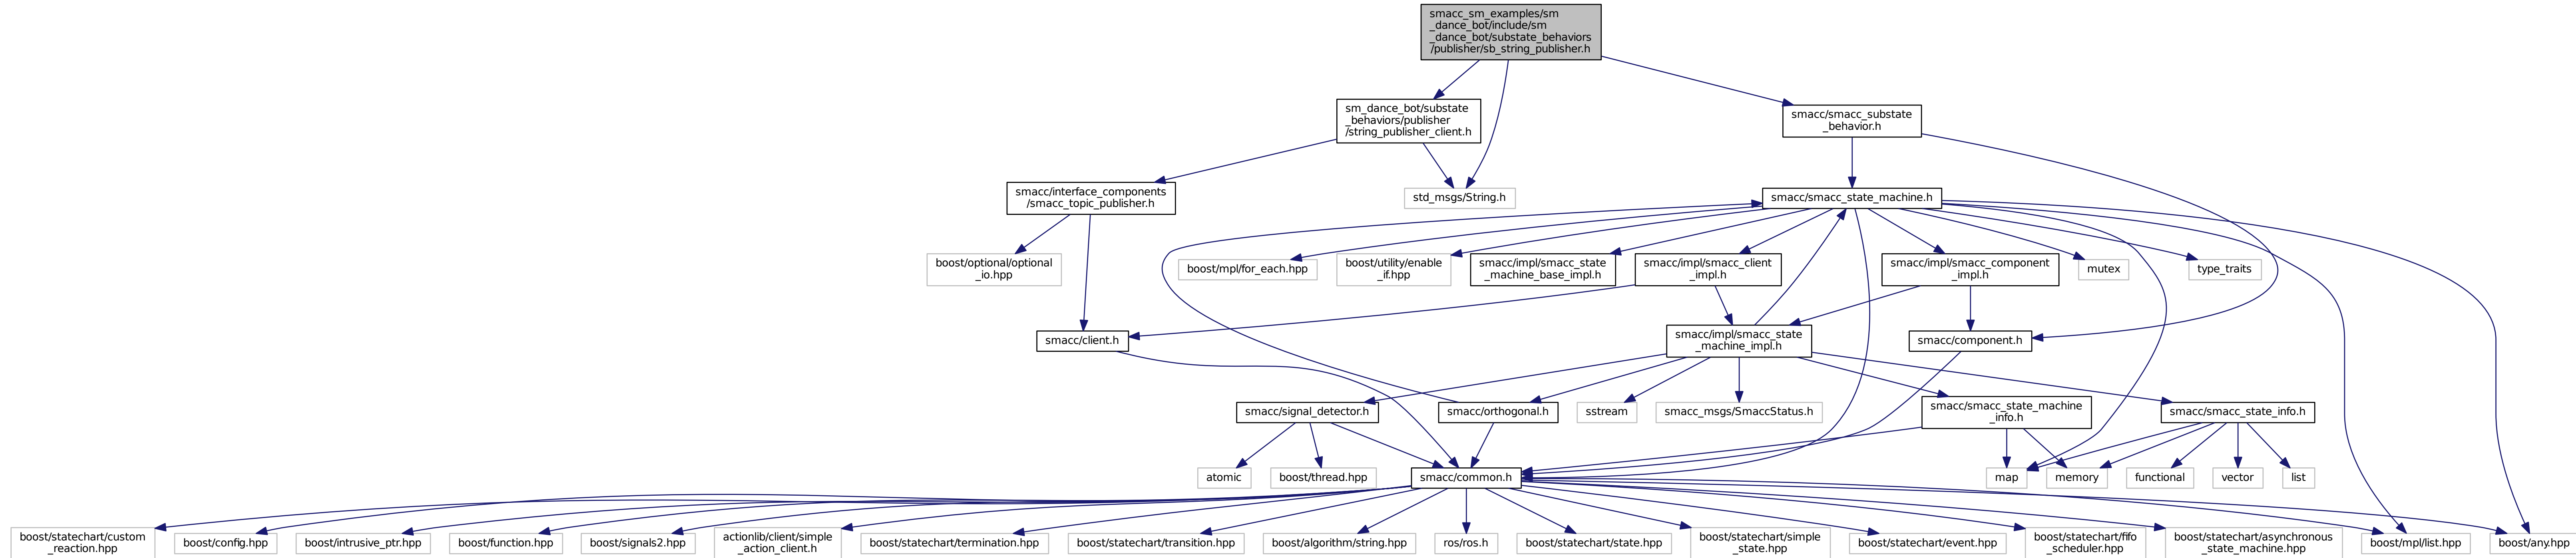 smacc_sm_examples/sm
_dance_bot/include/sm
_dance_bot/substate_behaviors
/publisher/sb_string_publisher.h
sm_dance_bot/substate
_behaviors/publisher
/string_publisher_client.h
smacc/smacc_substate
_behavior.h
smacc/interface_components
/smacc_topic_publisher.h
std_msgs/String.h
smacc/smacc_state_machine.h
boost/optional/optional
_io.hpp
boost/mpl/for_each.hpp
boost/utility/enable
_if.hpp
smacc/impl/smacc_state
_machine_base_impl.h
smacc/impl/smacc_client
_impl.h
smacc/impl/smacc_component
_impl.h
mutex
type_traits
smacc/client.h
smacc/impl/smacc_state
_machine_impl.h
smacc/component.h
smacc/signal_detector.h
smacc/orthogonal.h
sstream
smacc_msgs/SmaccStatus.h
smacc/smacc_state_machine
_info.h
smacc/smacc_state_info.h
atomic
boost/thread.hpp
smacc/common.h
map
memory
functional
vector
list
boost/statechart/custom
_reaction.hpp
boost/config.hpp
boost/intrusive_ptr.hpp
boost/function.hpp
boost/signals2.hpp
actionlib/client/simple
_action_client.h
boost/statechart/termination.hpp
boost/statechart/transition.hpp
boost/algorithm/string.hpp
ros/ros.h
boost/statechart/state.hpp
boost/statechart/simple
_state.hpp
boost/statechart/event.hpp
boost/statechart/fifo
_scheduler.hpp
boost/statechart/asynchronous
_state_machine.hpp
boost/mpl/list.hpp
boost/any.hpp